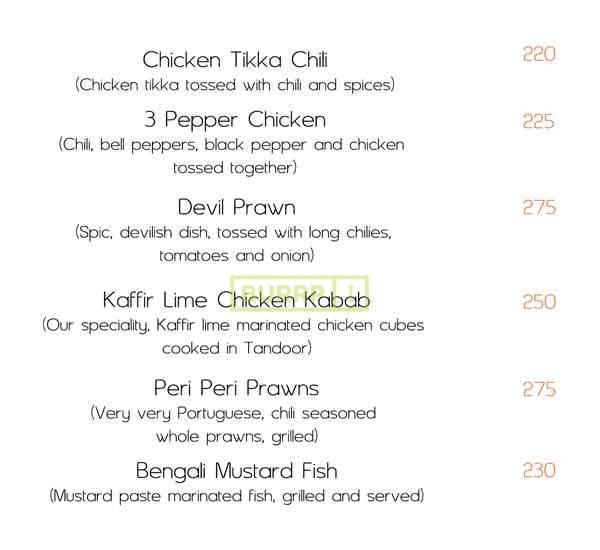 Chicken Tikka Chili 220
(Chicken tikka tossed with chili and spices)
3 Pepper Chicken 225
(Chili, bell peppers, black pepper and chicken
tossed together)
Devil Prawn 275
(Spic, devilish dish, tossed with long chilies,
tomatoes and onion)
BURRP !
Kaffir Lime Chicken Kabab 250
(Our speciality, Kaffir lime marinated chicken cubes
cooked in Tandoor)
Peri Peri Prawns 275
(Very very Portuguese, chili seasoned
whole prawns, grilled)
Bengali Mustard Fish 230
(Mustard paste marinated fish, grilled and served)